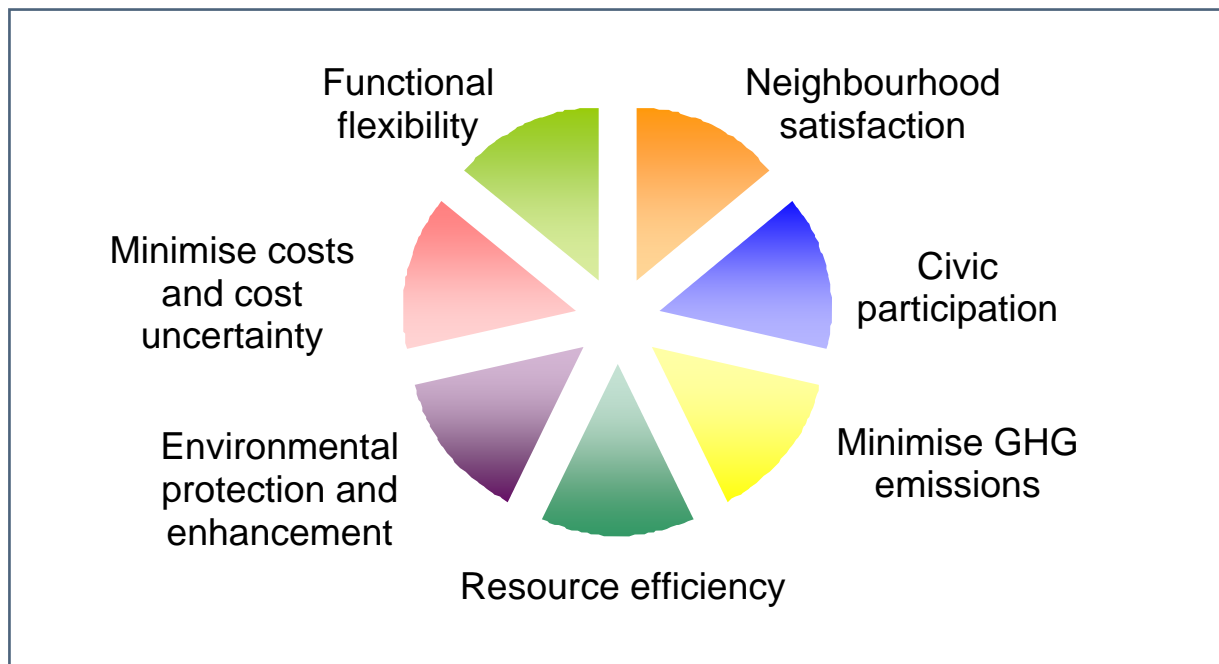 Functional
flexibility
Neighbourhood
satisfaction
Minimise costs
and cost
uncertainty
Civic
participation
Environmental
protection and
enhancement
Minimise GHG
emissions
Resource efficiency